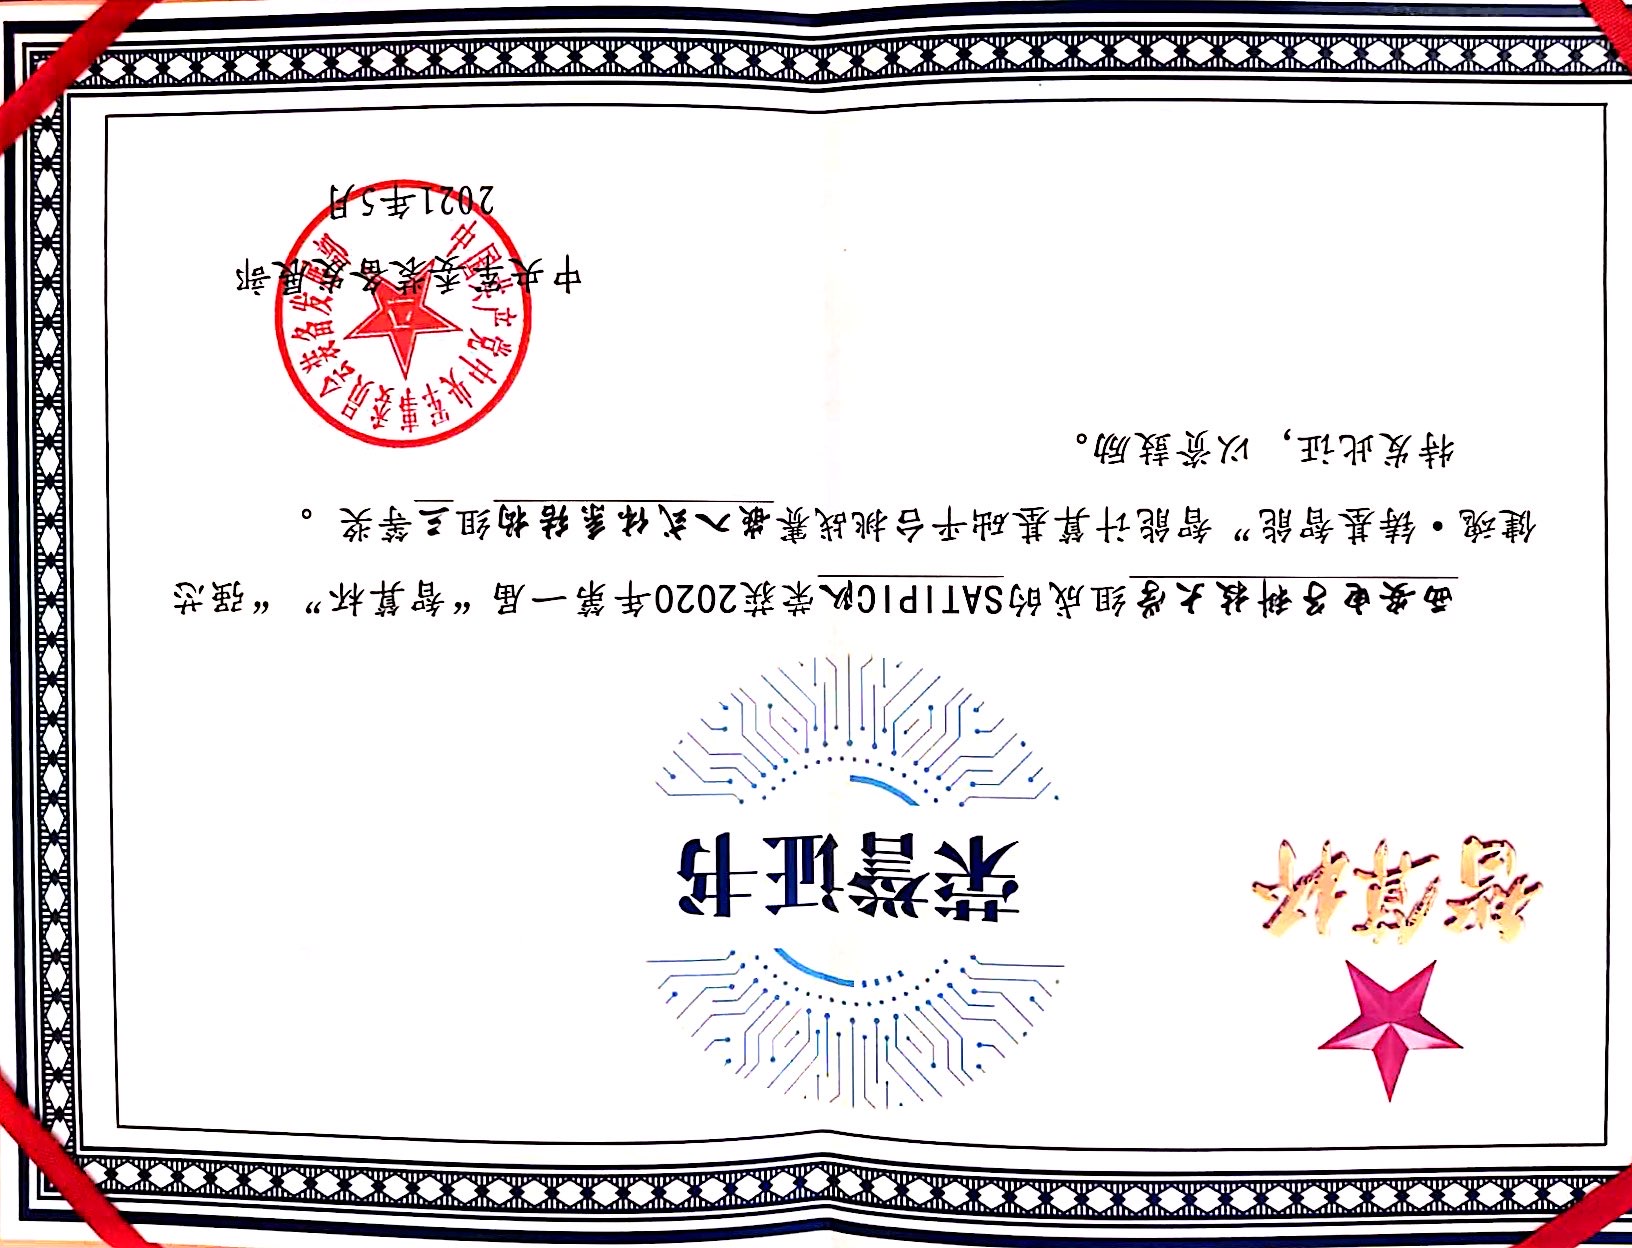 智算杯
荣誉证书
西安电子科技大学组成的SATIPIC队荣获2020年第一届“智算杯”“强芯
健魂·铸基智能”智能计算基础平台挑战赛嵌入式体系结构组三等奖 。
特发此证，以资鼓励。
中国共产党中央军事委员会装备发展部
八一
中央军委装备发展部
2021年5月